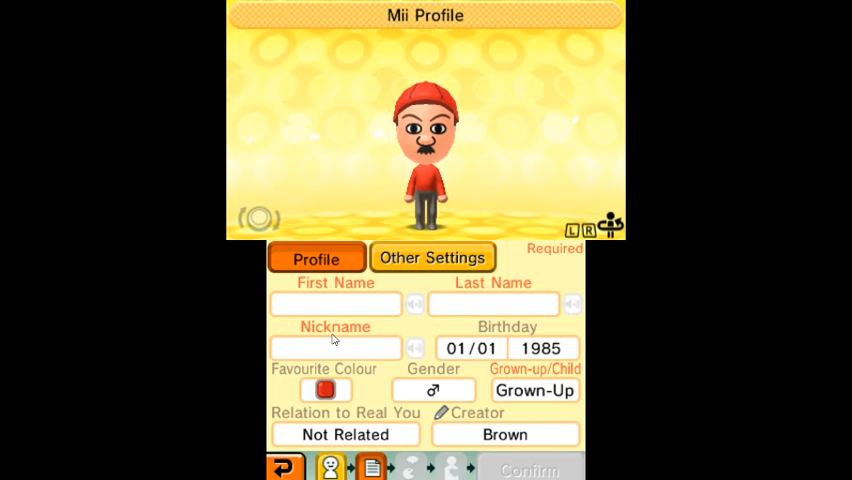 Mii Profile
L R
Profile Other Settings Required
First Name Last Name
Nickname Birthday
01/01 1985
Favourite Colour Gender Grown-up/Child
♂ Grown-Up
Relation to Real You Creator
Not Related Brown
Confirm